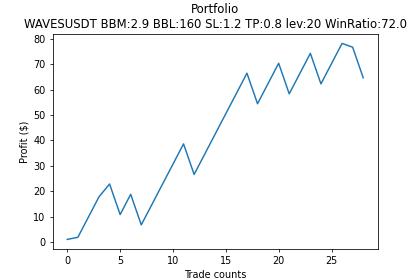 Portfolio
WAVESUSDT BBM:2.9 BBL:160 SL:1.2 TP:0.8 lev:20 WinRatio:72.0
80
70
60
50
40
30
20
10
0
Profit ($)
0 5 10 15 20 25
Trade counts